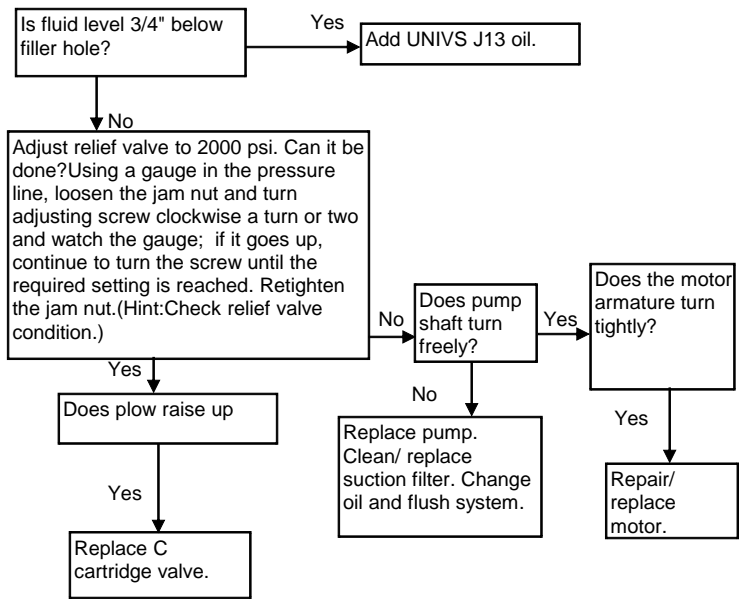 Is fluid level 3/4" below
filler hole?
Yes
Add UNIVS J13 oil.
No
Adjust relief valve to 2000 psi. Can it be
done?Using a gauge in the pressure
line, loosen the jam nut and turn
adjusting screw clockwise a turn or two
and watch the gauge; if it goes up,
continue to turn the screw until the
required setting is reached. Retighten
the jam nut.(Hint:Check relief valve
condition.)
No
Does pump
shaft turn
freely?
Yes
Does the motor
armature turn
tightly?
Yes
Does plow raise up
No
Replace pump.
Clean/ replace
suction filter. Change
oil and flush system.
Yes
Repair/
replace
motor.
Yes
Replace C
cartridge valve.